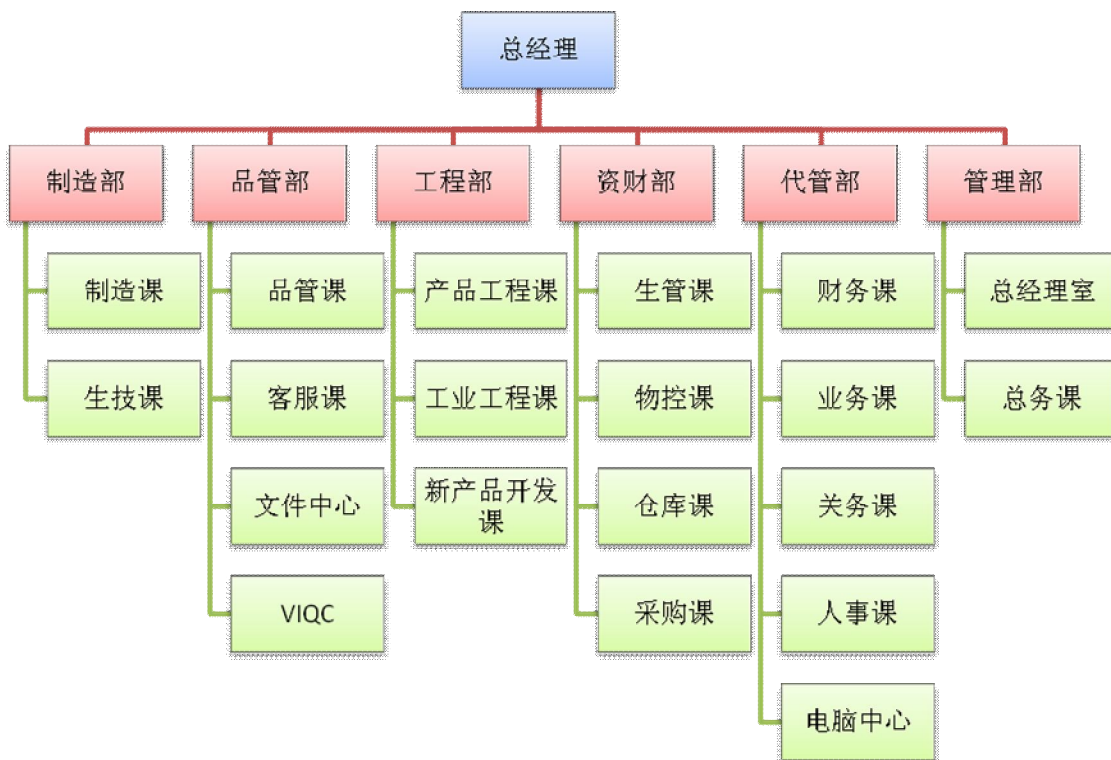 总经理
制造部
品管部
工程部
资财部
代管部
管理部
制造课
品管课
产品工程课
生管课
财务课
总经理室
生技课
客服课
工业工程课
物控课
业务课
总务课
文件中心
新产品开发
课
仓库课
关务课
VIQC
采购课
人事课
电脑中心